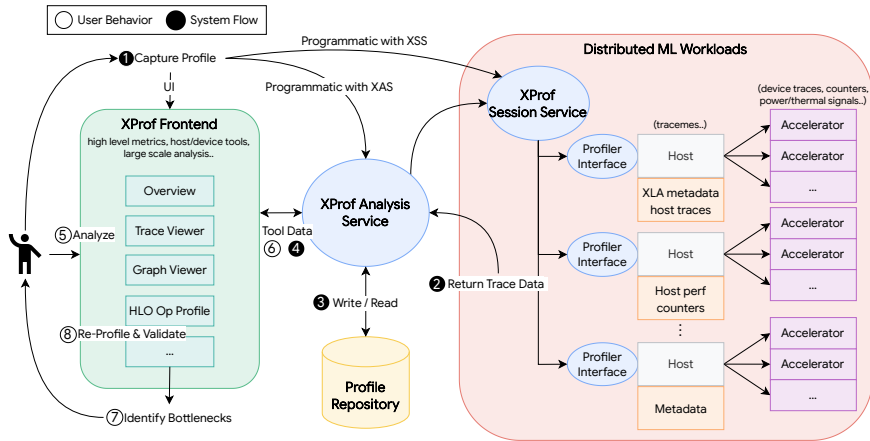 User Behavior
System Flow
1 Capture Profile
Programmatic with XSS
Programmatic with XAS
UI
XProf Frontend
high level metrics, host/device tools,
large scale analysis..
Overview
Trace Viewer
Graph Viewer
HLO Op Profile
...
5 Analyze
8 Re-Profile & Validate
7 Identify Bottlenecks
XProf Analysis
Service
Tool Data
6 4
3 Write / Read
Profile
Repository
2 Return Trace Data
Distributed ML Workloads
XProf
Session Service
(device traces, counters,
power/thermal signals..)
(tracemes..)
Profiler
Interface
Host
XLA metadata
host traces
Accelerator
Accelerator
...
Profiler
Interface
Host
Host perf
counters
Accelerator
Accelerator
...
⋮
Profiler
Interface
Host
Metadata
Accelerator
Accelerator
...